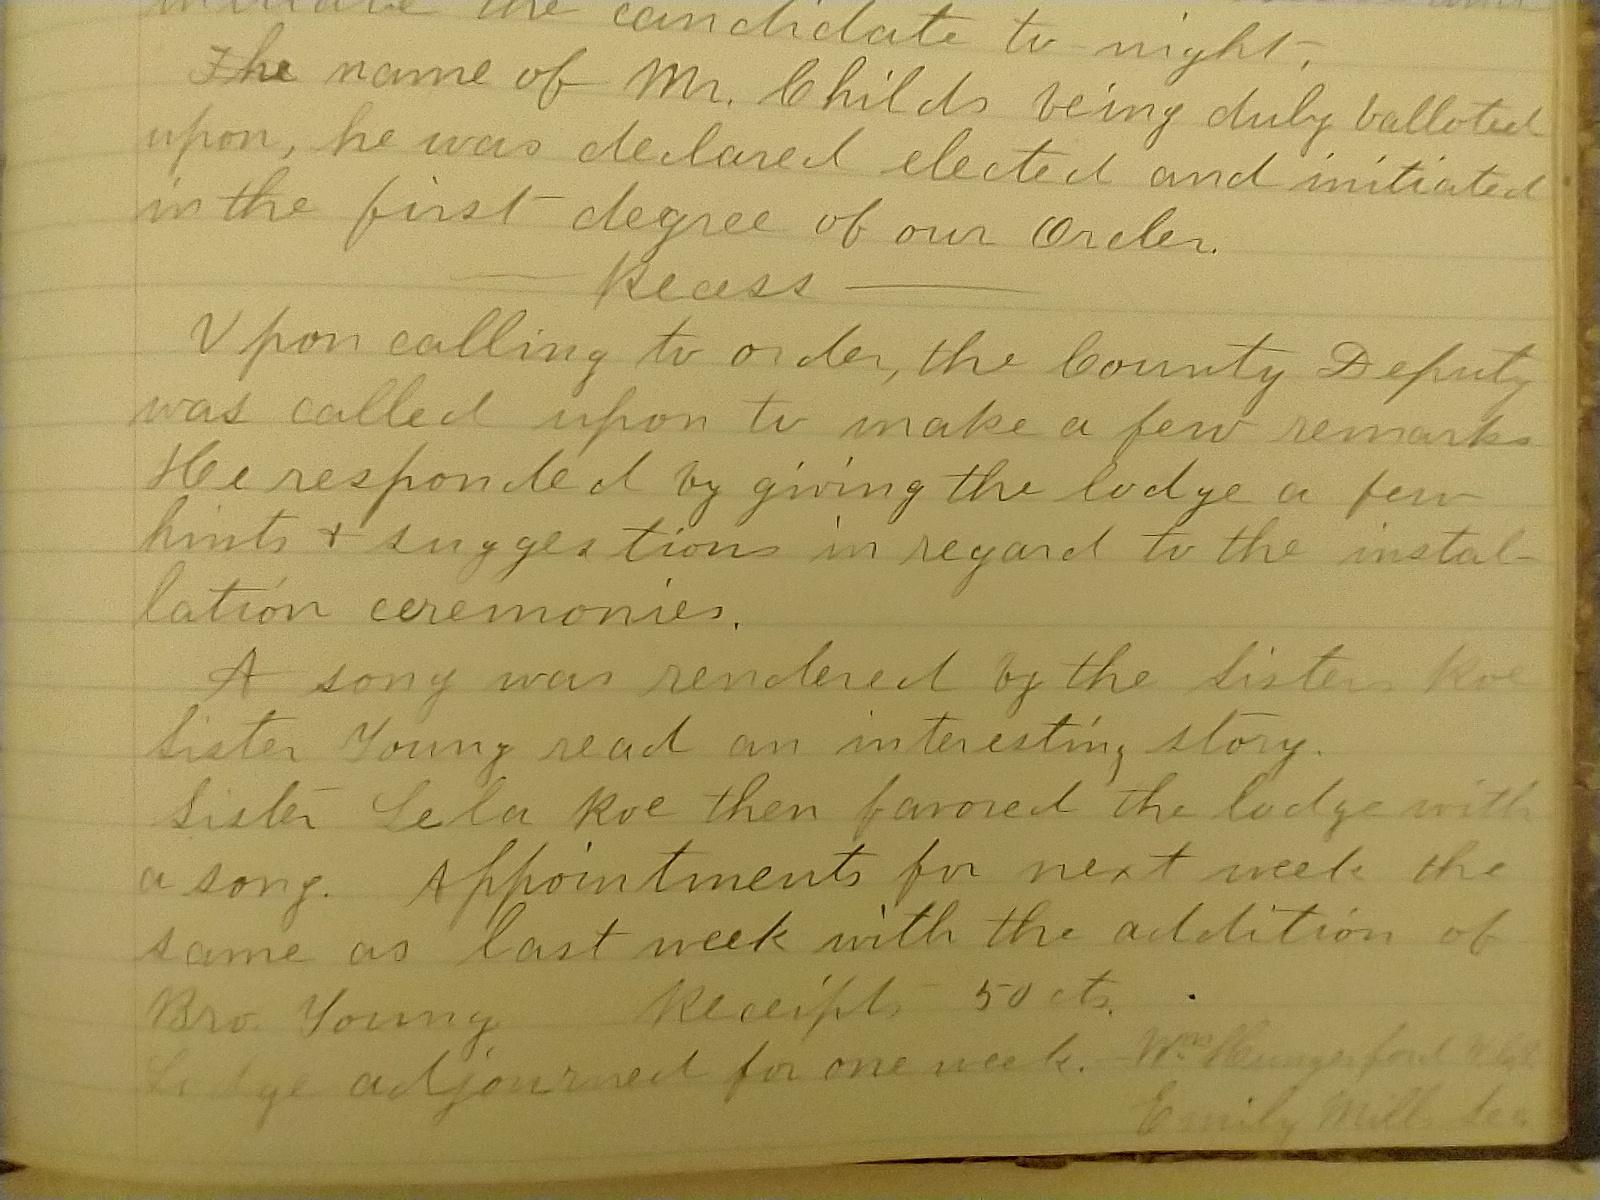 the candidate to night.
The name of Mr. Childs being duly balloted
upon, he was declared elected and initiated
in the first degree of our Order.
Recess
Upon calling to order, the County Deputy
was called upon to make a few remarks
He responded by giving the lodge a few
hints & suggestions in regard to the instal-
lation ceremonies.
A song was rendered by the Sisters Roe
Sister Young read an interesting story.
Sister Lela Roe then favored the lodge with
a song. Appointments for next week the
same as last week with the addition of
Bro. Young Receipts 50 cts.
Lodge adjourned for one week. Wm Hungerford
Emily Mills Sec.